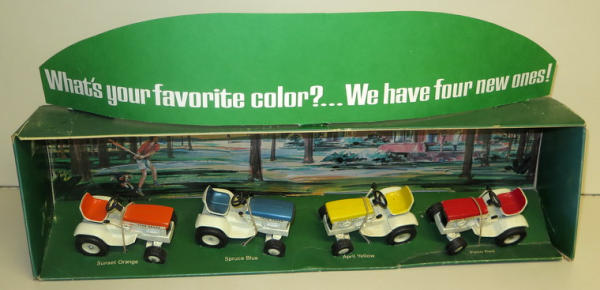 What's your favorite color?... We have four new ones!
Sunset Orange
Spruce Blue
April Yellow